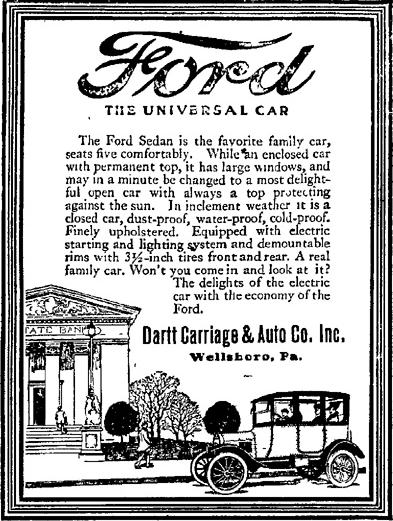 Ford
THE UNIVERSAL CAR
The Ford Sedan is the favorite family car,
seats five comfortably. While an enclosed car
with permanent top, it has large windows, and
may in a minute be changed to a most delight-
ful open car with always a top protecting
against the sun. In inclement weather it is a
closed car, dust-proof, water-proof, cold-proof.
Finely upholstered. Equipped with electric
starting and lighting system and demountable
rims with 3½-inch tires front and rear. A real
family car. Won't you come in and look at it?
The delights of the electric
car with the economy of the
Ford.
TATE BANK
Dartt Carriage & Auto Co. Inc.
Wellsboro, Pa.